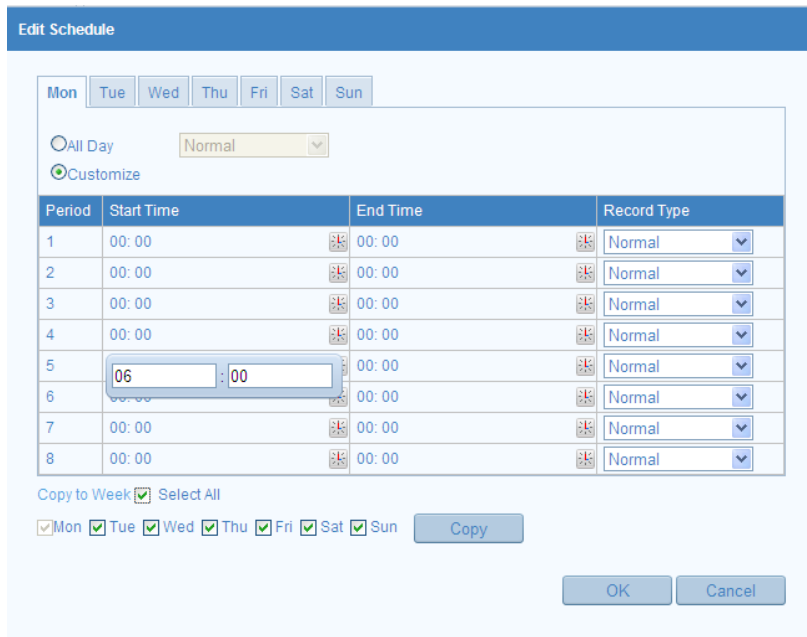 Edit Schedule
Mon Tue Wed Thu Fri Sat Sun
All Day Normal
Customize
Period Start Time End Time Record Type
1 00: 00 00: 00 Normal
2 00: 00 00: 00 Normal
3 00: 00 00: 00 Normal
4 00: 00 00: 00 Normal
5 00: 00 Normal
06 : 00
6 00: 00 Normal
7 00: 00 00: 00 Normal
8 00: 00 00: 00 Normal
Copy to Week Select All
Mon Tue Wed Thu Fri Sat Sun Copy
OK Cancel